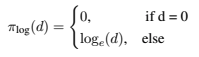 π_log(d) = { 0, if d = 0
log_e(d), else